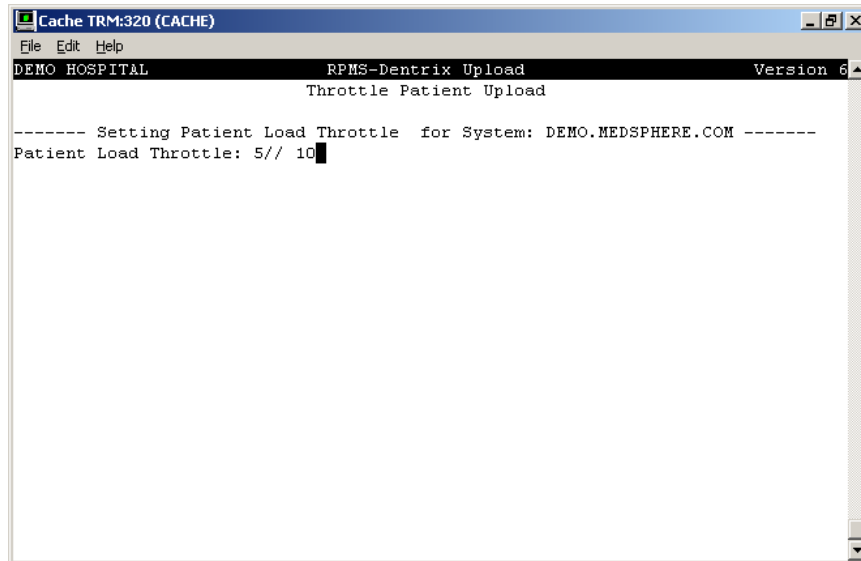 Cache TRM:320 (CACHE)
File Edit Help
DEMO HOSPITAL RPMS-Dentrix Upload Version 6
Throttle Patient Upload
------- Setting Patient Load Throttle  for System: DEMO.MEDSPHERE.COM -------
Patient Load Throttle: 5// 10